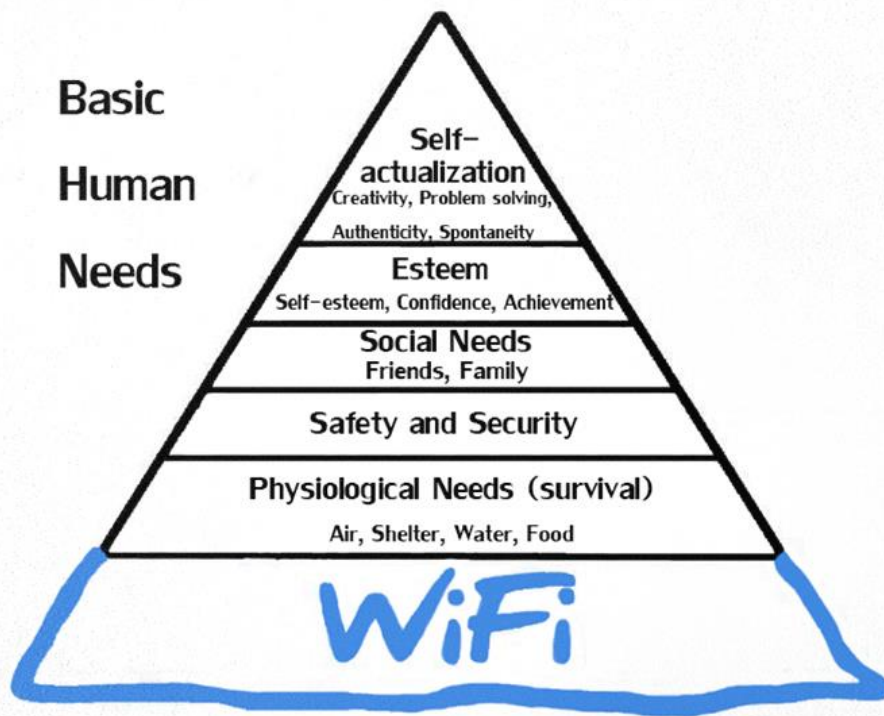 Basic
Human
Needs
Self-
actualization
Creativity, Problem solving,
Authenticity, Spontaneity
Esteem
Self-esteem, Confidence, Achievement
Social Needs
Friends, Family
Safety and Security
Physiological Needs (survival)
Air, Shelter, Water, Food
WiFi